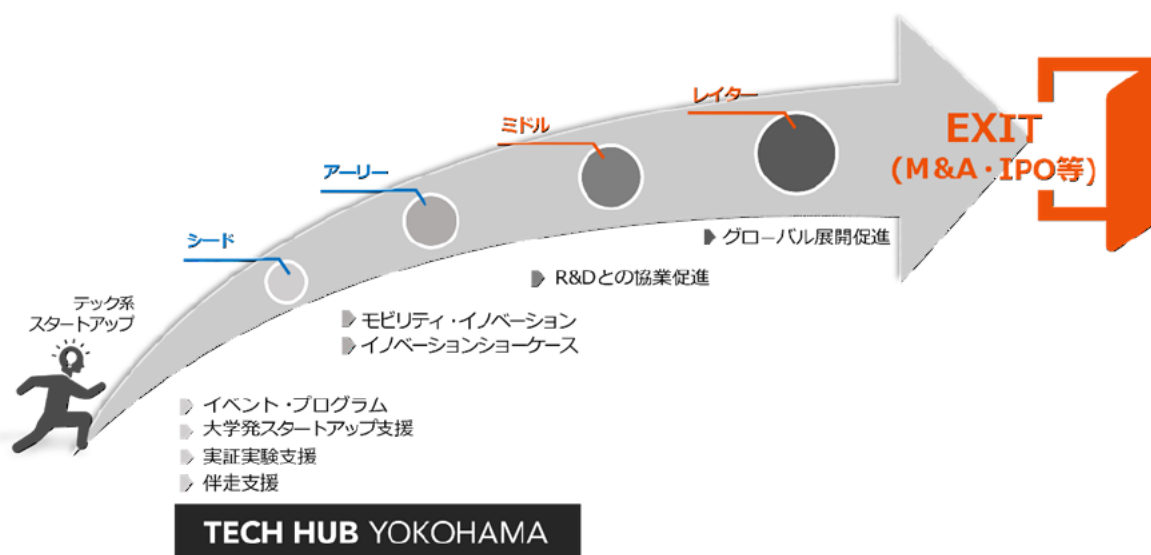 レイター
ミドル
アーリー
シード
EXIT
(M&A・IPO等)
グローバル展開促進
R&Dとの協業促進
テック系
スタートアップ
モビリティ・イノベーション
イノベーションショーケース
イベント・プログラム
大学発スタートアップ支援
実証実験支援
伴走支援
TECH HUB YOKOHAMA